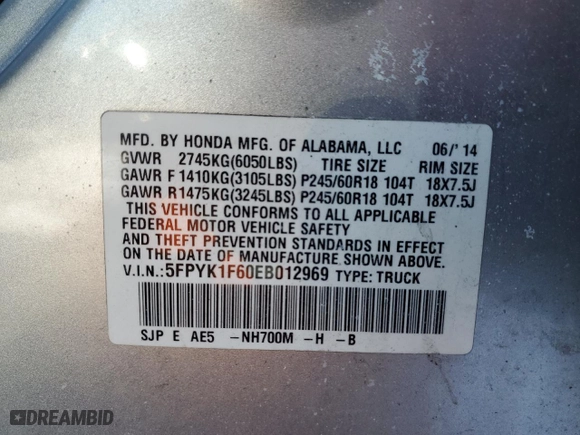 MFD. BY HONDA MFG. OF ALABAMA, LLC 06/'14
GVWR 2745KG(6050LBS) TIRE SIZE RIM SIZE
GAWR F 1410KG(3105LBS) P245/60R18 104T 18X7.5J
GAWR R1475KG(3245LBS) P245/60R18 104T 18X7.5J
THIS VEHICLE CONFORMS TO ALL APPLICABLE
FEDERAL MOTOR VEHICLE SAFETY
AND THEFT PREVENTION STANDARDS IN EFFECT
ON THE DATE OF MANUFACTURE SHOWN ABOVE.
V.I.N.:5FPYK1F60EB012969 TYPE:TRUCK
SJP E AE5 -NH700M -H -B
DREAMBID